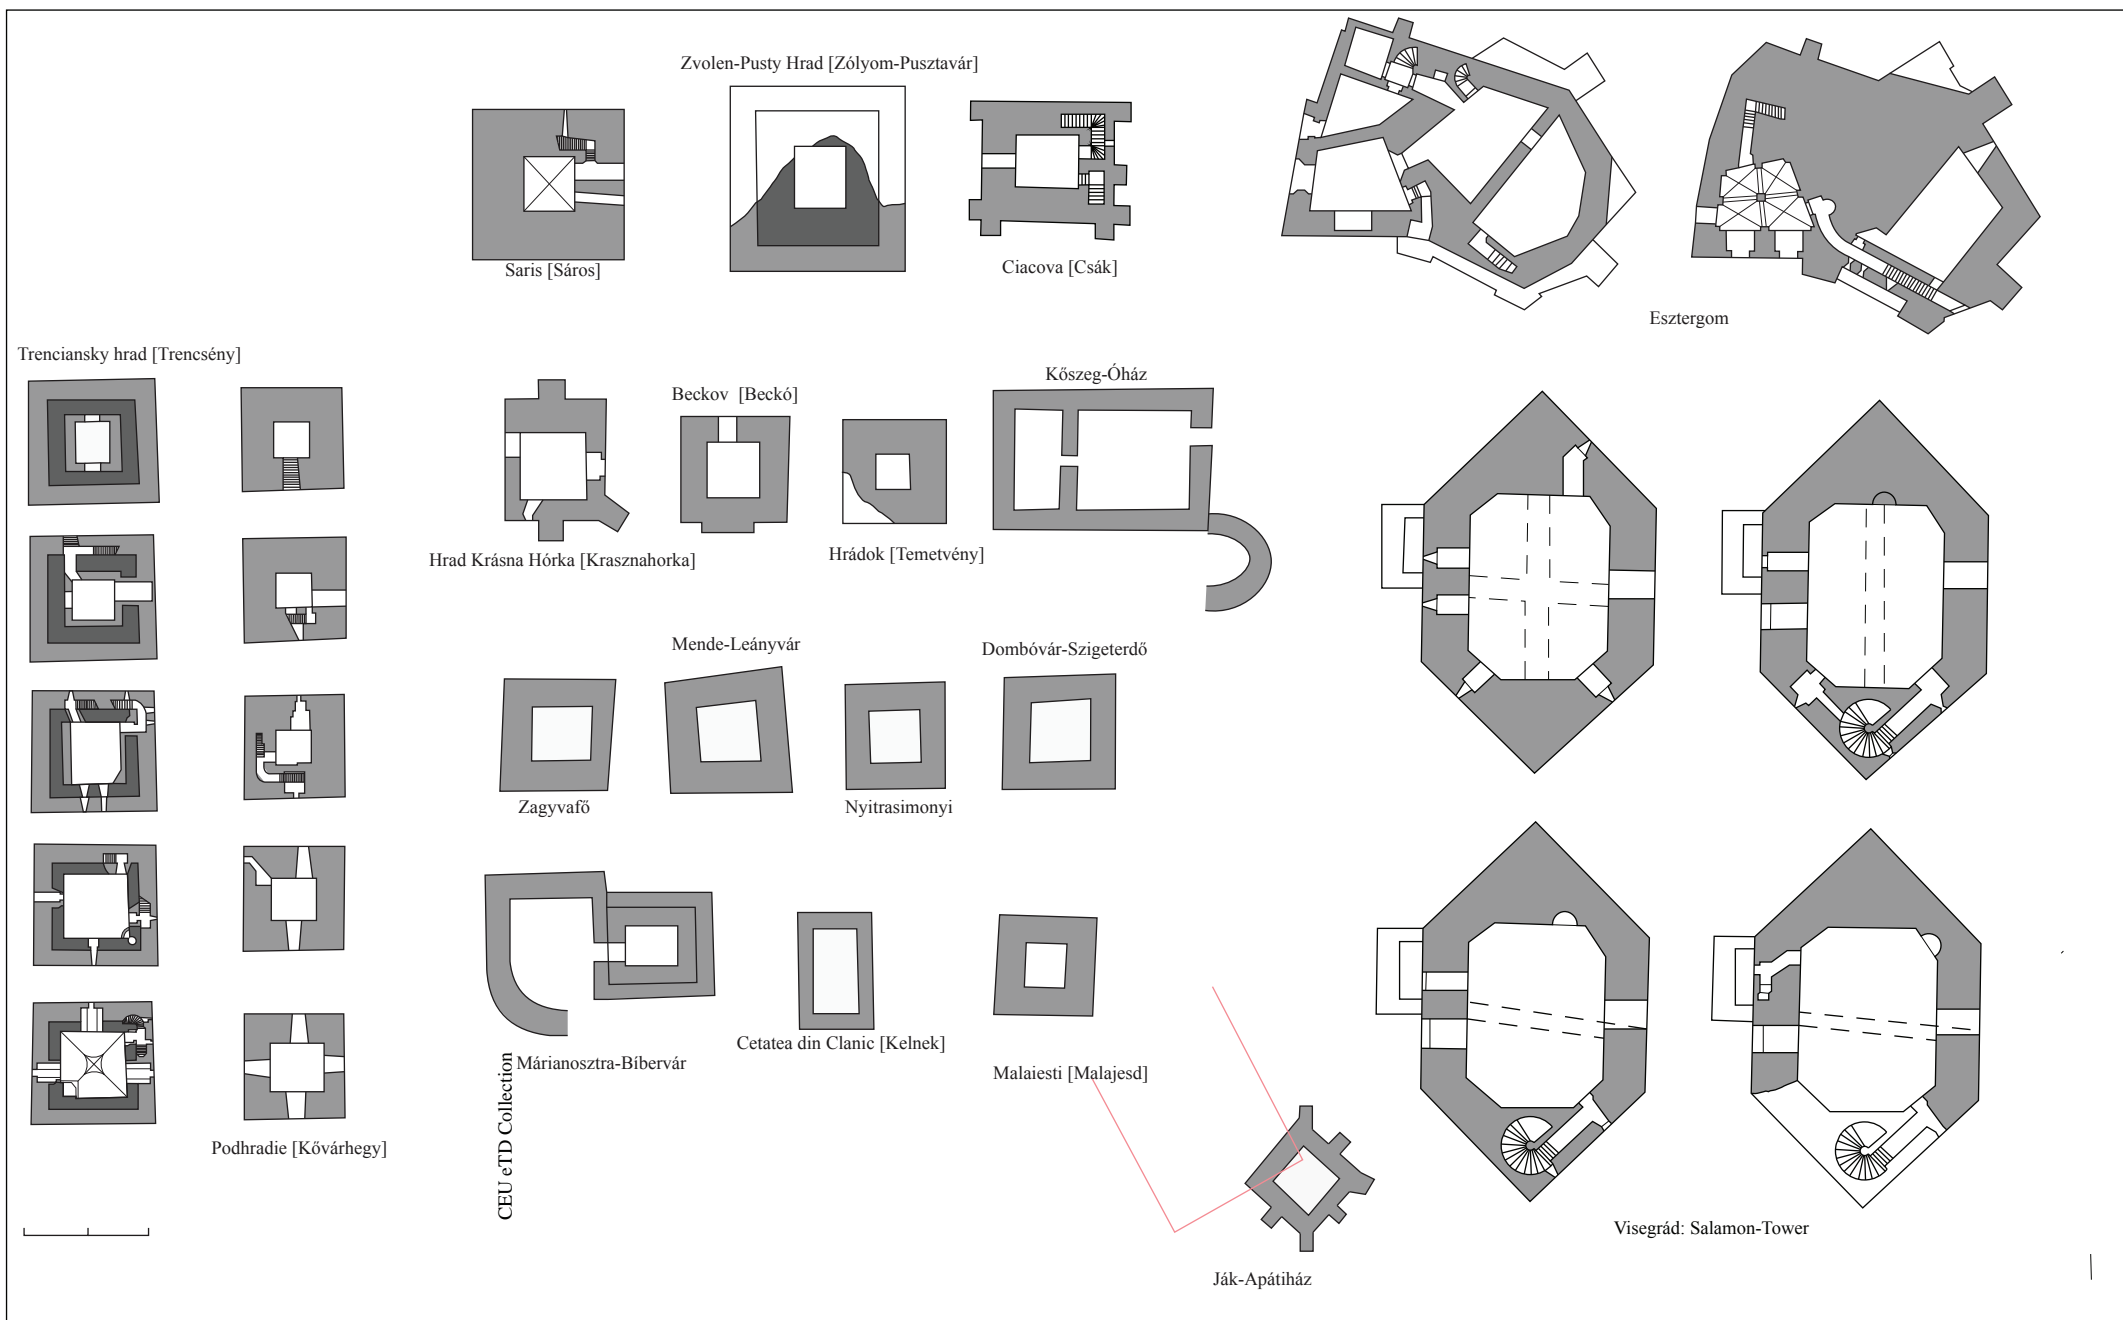 Zvolen-Pusty Hrad [Zólyom-Pusztavár]
Saris [Sáros]
Ciacova [Csák]
Esztergom
Trenciansky hrad [Trencsény]
Kőszeg-Óház
Beckov [Beckó]
Hrad Krásna Hórka [Krasznahorka]
Hrádok [Temetvény]
Mende-Leányvár
Dombóvár-Szigeterdő
Zagyvafő
Nyitrasimonyi
Cetatea din Clanic [Kelnek]
Márianosztra-Bíbervár
Malaiesti [Malajesd]
Podhradie [Kővárhegy]
CEU eTD Collection
Visegrád: Salamon-Tower
Ják-Apátiház